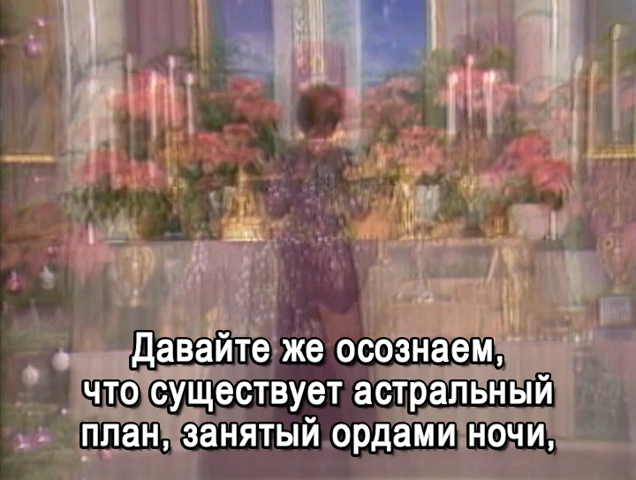 Давайте же осознаем,
что существует астральный
план, занятый ордами ночи,